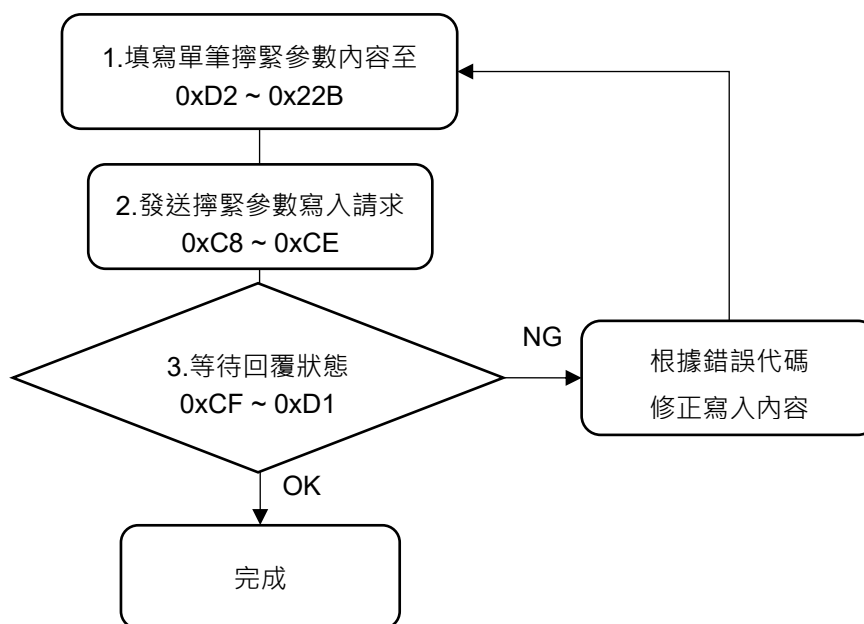 1.填寫單筆擰緊參數內容至
0xD2 ~ 0x22B
2.發送擰緊參數寫入請求
0xC8 ~ 0xCE
3.等待回覆狀態
0xCF ~ 0xD1
NG
根據錯誤代碼
修正寫入內容
OK
完成